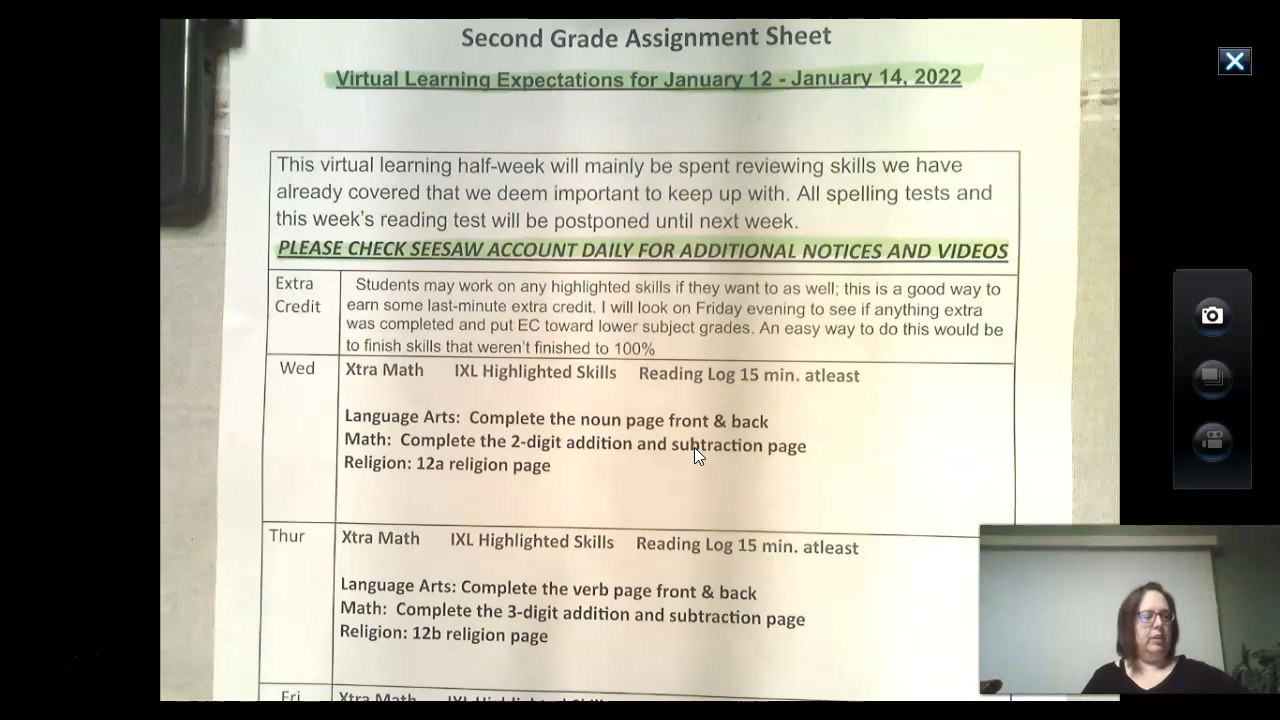 Second Grade Assignment Sheet
Virtual Learning Expectations for January 12 - January 14, 2022
This virtual learning half-week will mainly be spent reviewing skills we have
already covered that we deem important to keep up with. All spelling tests and
this week's reading test will be postponed until next week.
PLEASE CHECK SEESAW ACCOUNT DAILY FOR ADDITIONAL NOTICES AND VIDEOS
Extra
Credit
Students may work on any highlighted skills if they want to as well; this is a good way to
earn some last-minute extra credit. I will look on Friday evening to see if anything extra
was completed and put EC toward lower subject grades. An easy way to do this would be
to finish skills that weren't finished to 100%
Wed
Xtra Math IXL Highlighted Skills Reading Log 15 min. atleast
Language Arts: Complete the noun page front & back
Math: Complete the 2-digit addition and subtraction page
Religion: 12a religion page
Thur
Xtra Math IXL Highlighted Skills Reading Log 15 min. atleast
Language Arts: Complete the verb page front & back
Math: Complete the 3-digit addition and subtraction page
Religion: 12b religion page
Fri
Xtra Math IXL Highlighted Skills